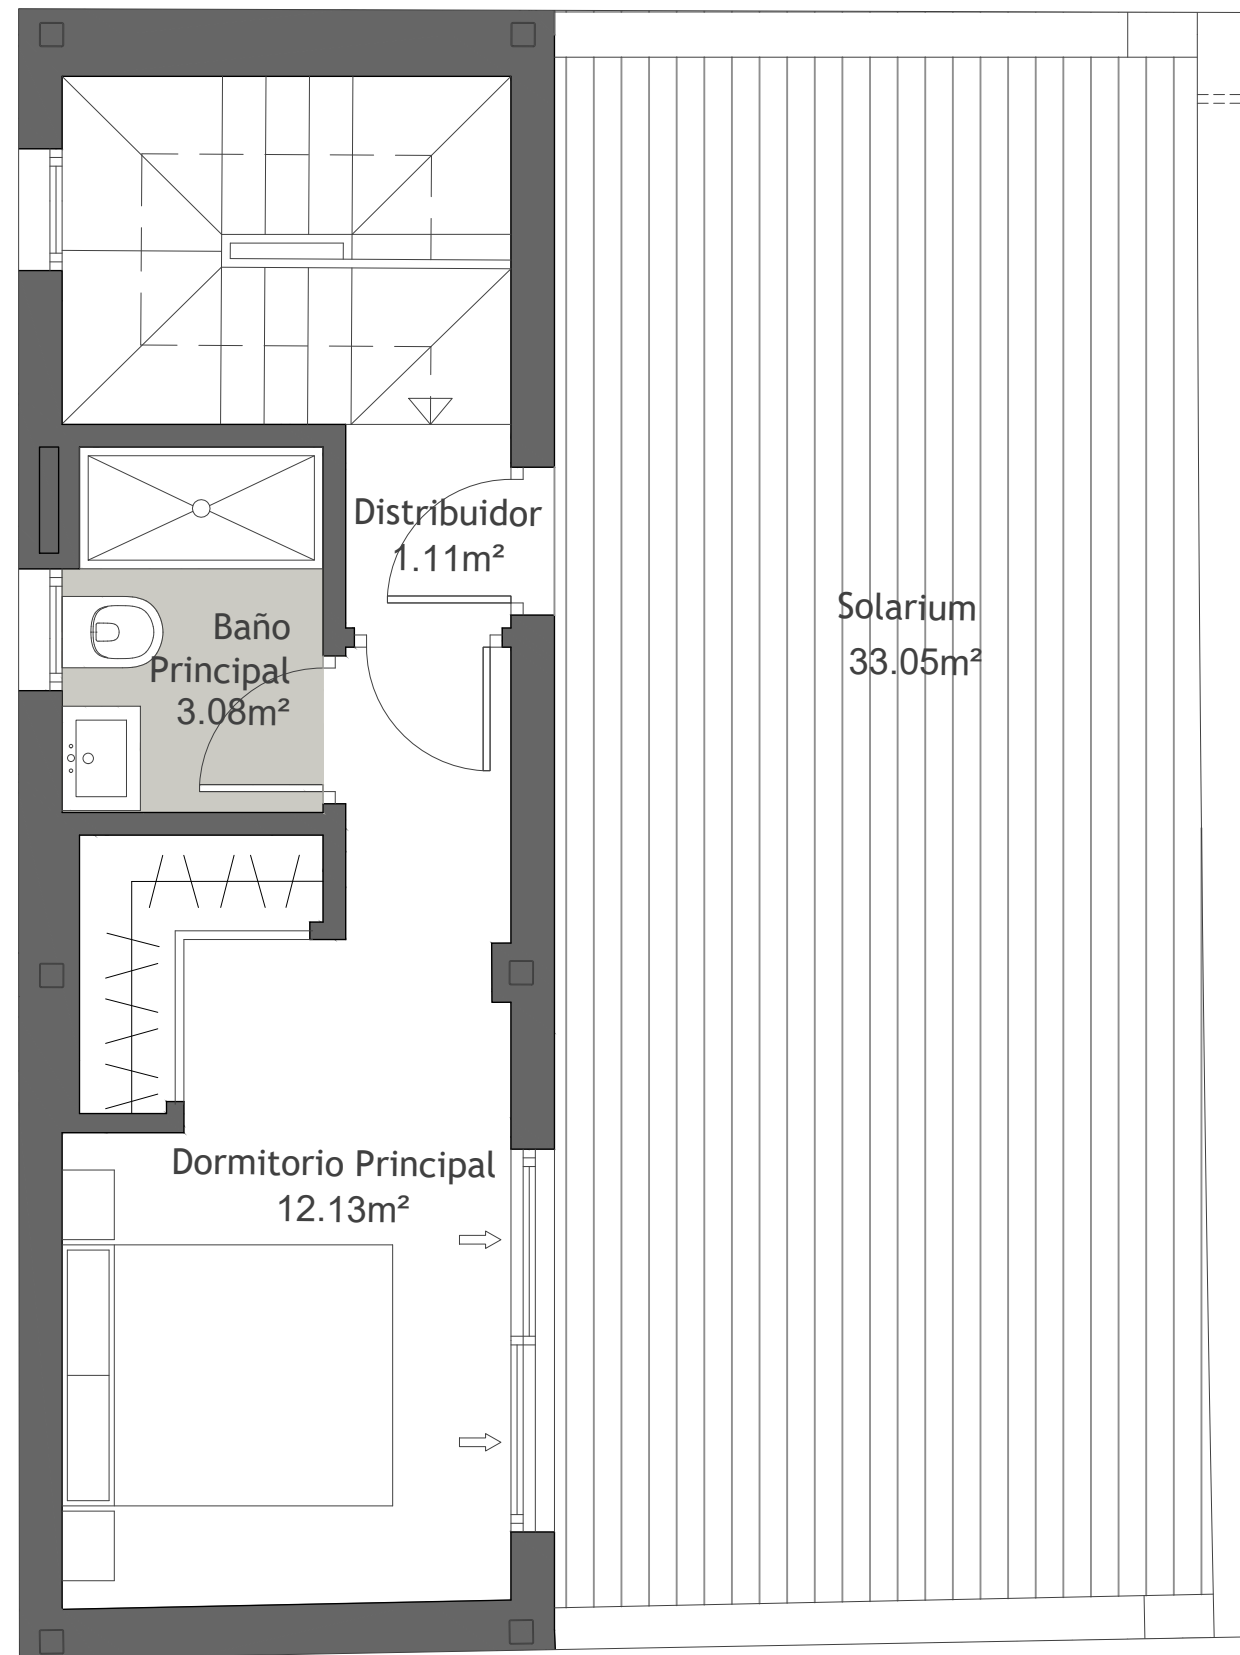 Distribuidor
1.11m²
Baño
Principal
3.08m²
Solarium
33.05m²
Dormitorio Principal
12.13m²